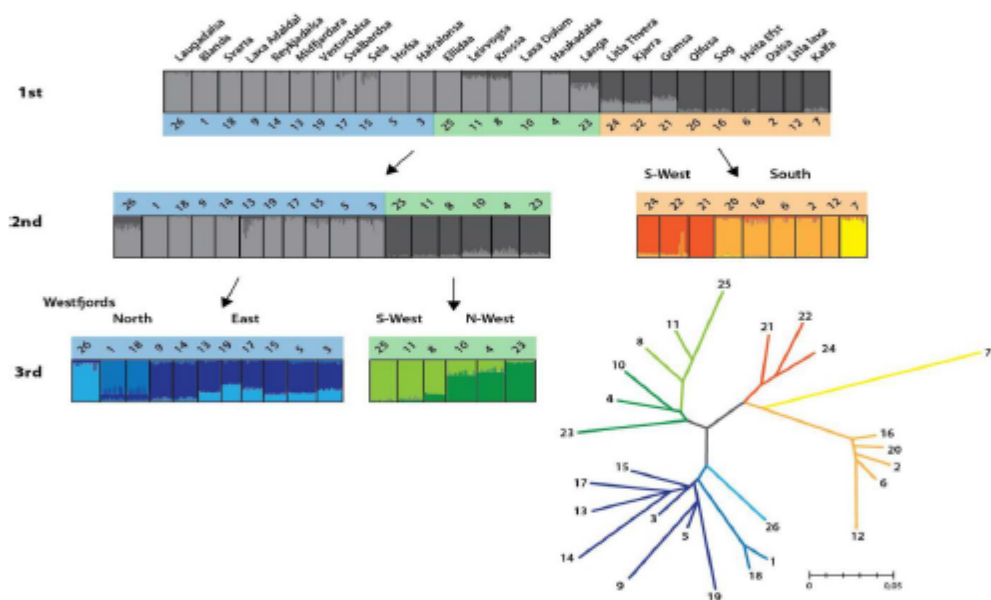 Laugadalsa Blanda Svarta Laxa Adaldal Reykjadalsa Midfjardara Vesturdalsa Svalbardsa Sela Hofsa Hafralonsa Ellidaa Leirvogsa Krossa Laxa Dolum Haukadalsa Langa Litla Thvera Kjarra Grimsa Olfusa Sog Hvita Efst Dalsa Litla laxa Kalfa
1st
26 1 18 9 14 13 19 17 15 5 3 25 11 8 10 4 23 24 22 21 20 16 6 2 12 7
S-West South
2nd
26 1 18 9 14 13 19 17 15 5 3 25 11 8 10 4 23
24 22 21 20 16 6 2 12 7
Westfjords
North East S-West N-West
3rd
26 1 18 9 14 13 19 17 15 5 3
25 11 8 10 4 23
25
11
8
10
4
23
21
22
24
7
16
20
2
6
12
15
17
13
3
5
14
9
19
26
1
18
0 0,05